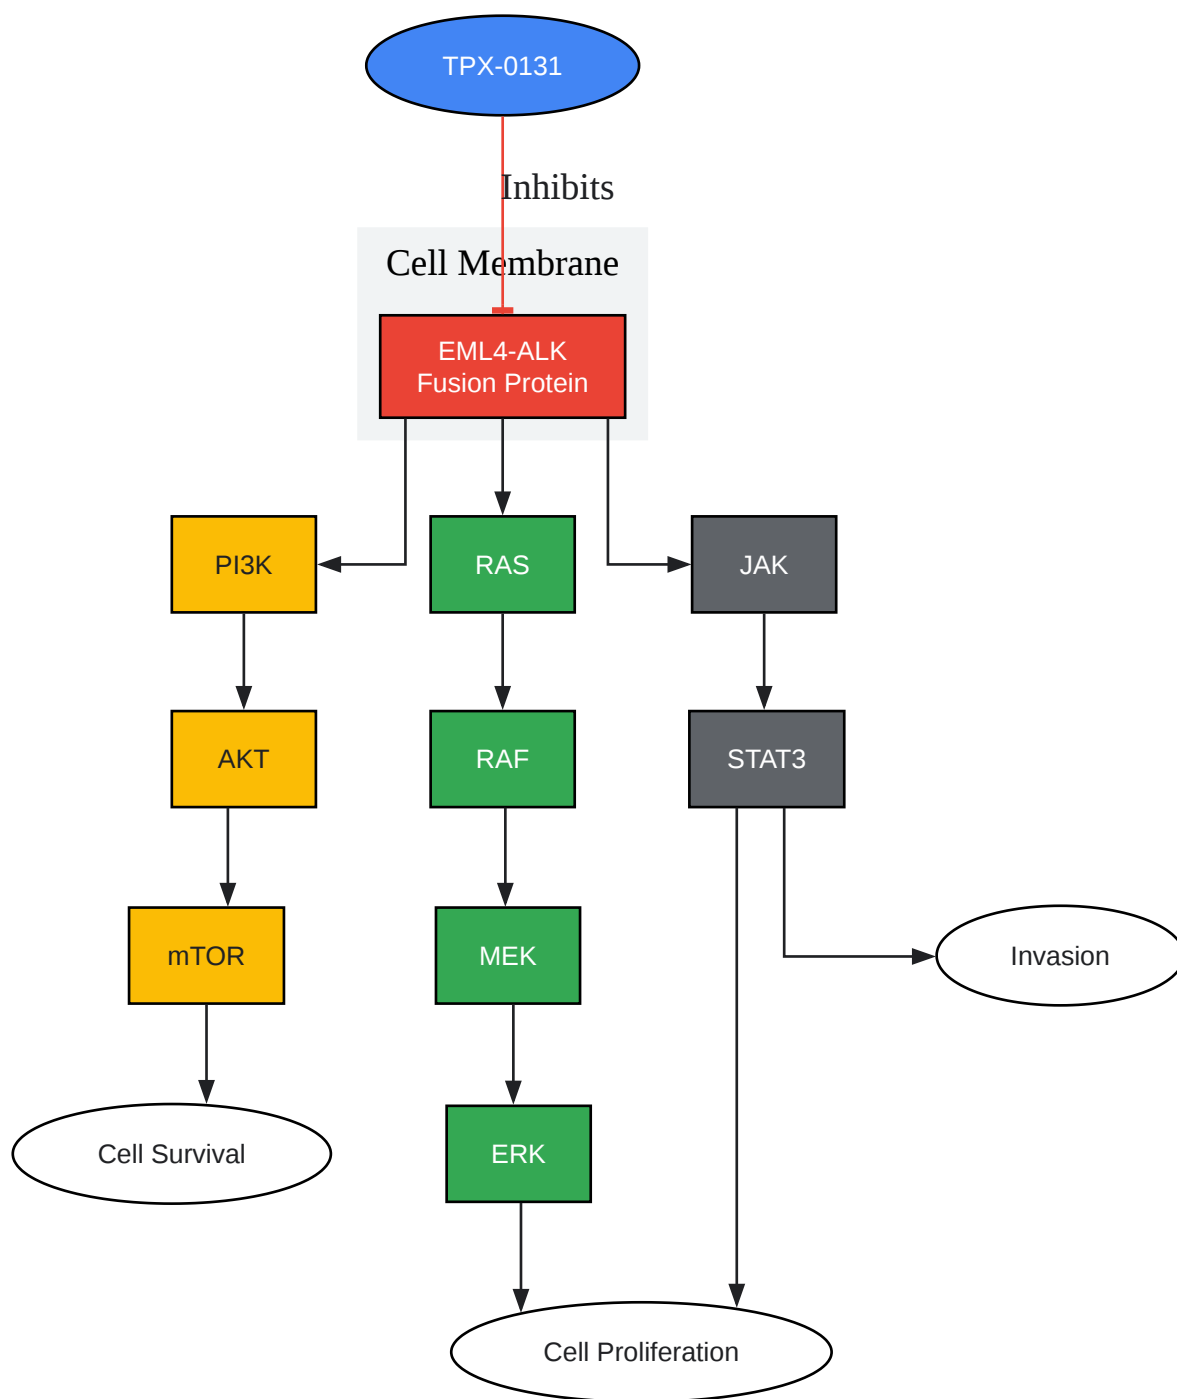 TPX-0131
Inhibits
Cell Membrane
EML4-ALK
Fusion Protein
PI3K
RAS
JAK
AKT
RAF
STAT3
mTOR
MEK
Invasion
Cell Survival
ERK
Cell Proliferation